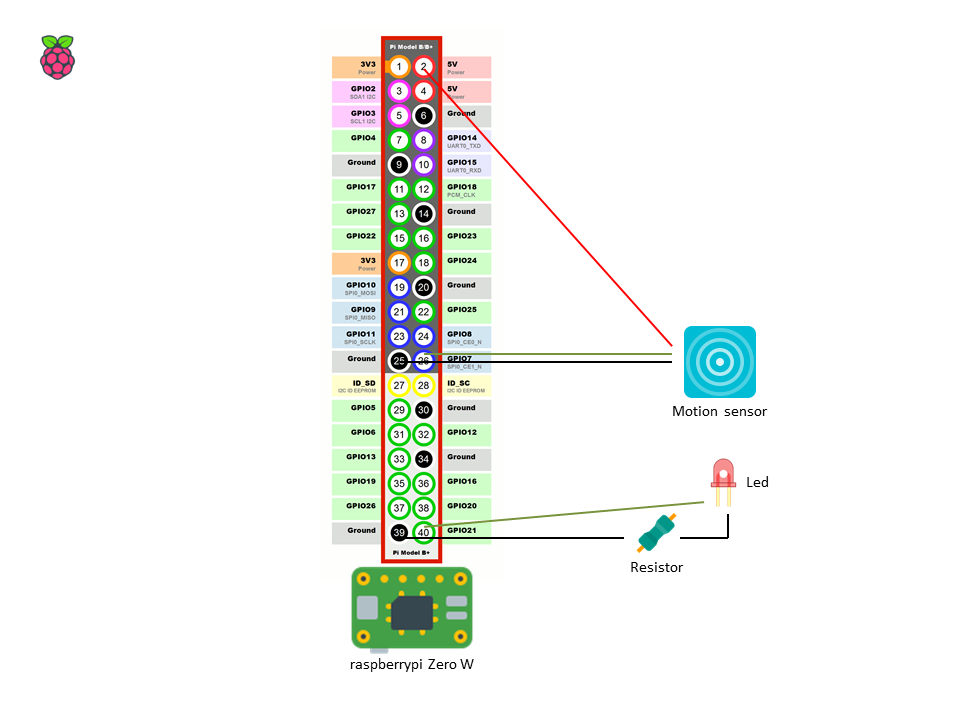 Pi Model B/B+
3V3 1 2 5V
Power Power
GPIO2 3 4 5V
SDA1 I2C Power
GPIO3 5 6 Ground
SCL1 I2C
GPIO4 7 8 GPIO14
UART0_TXD
Ground 9 10 GPIO15
UART0_RXD
GPIO17 11 12 GPIO18
PCM_CLK
GPIO27 13 14 Ground
GPIO22 15 16 GPIO23
3V3 17 18 GPIO24
Power
GPIO10 19 20 Ground
SPI0_MOSI
GPIO9 21 22 GPIO25
SPI0_MISO
GPIO11 23 24 GPIO8
SPI0_SCLK SPI0_CE0_N
Ground 25 26 GPIO7
SPI0_CE1_N
ID_SD 27 28 ID_SC
I2C ID EEPROM I2C ID EEPROM
GPIO5 29 30 Ground
GPIO6 31 32 GPIO12
GPIO13 33 34 Ground
GPIO19 35 36 GPIO16
GPIO26 37 38 GPIO20
Ground 39 40 GPIO21
Pi Model B+
Motion sensor
Led
Resistor
raspberrypi Zero W